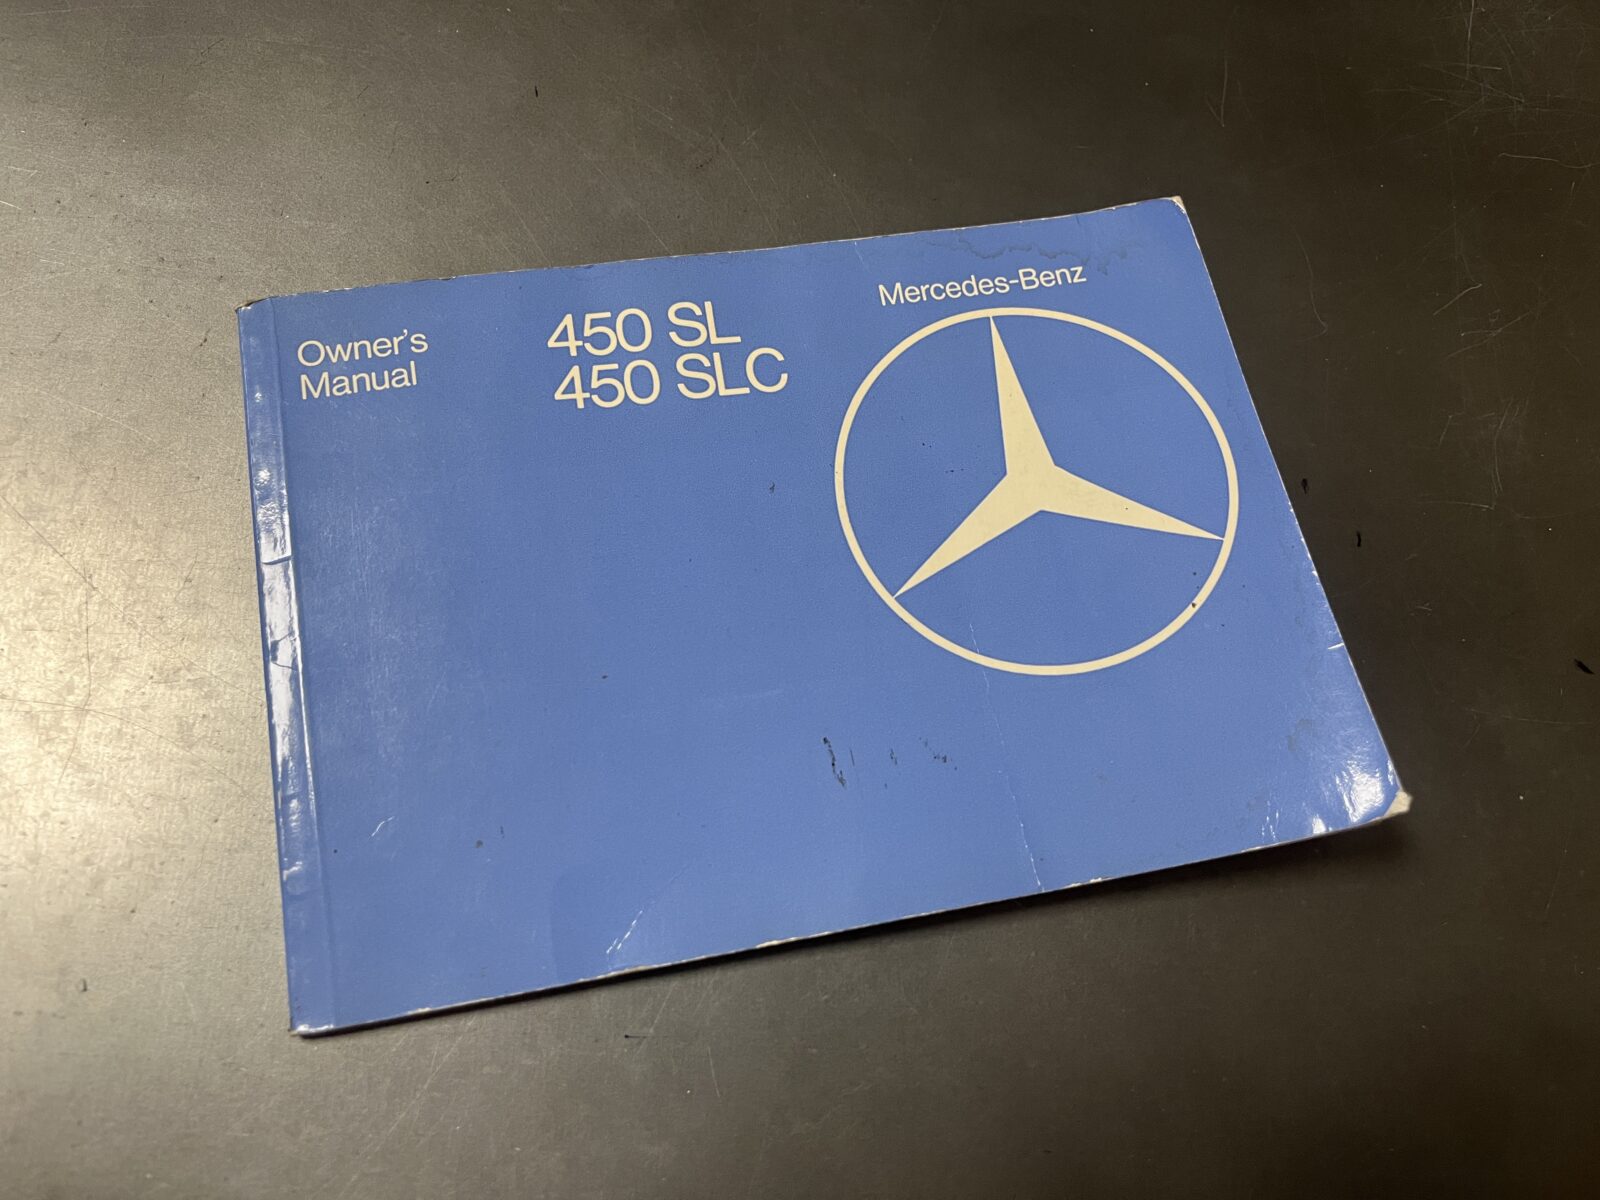 Owner's
Manual
450 SL
450 SLC
Mercedes-Benz